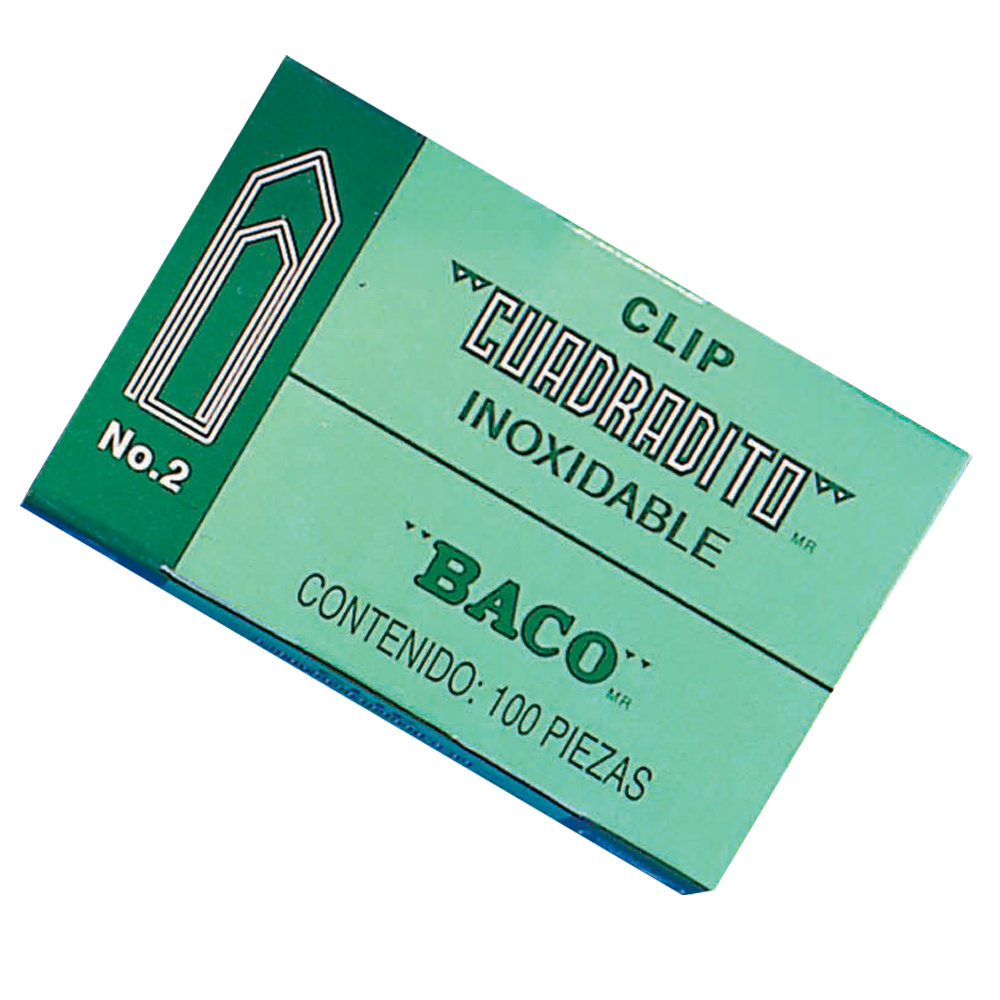 No.2
CLIP
"CUADRADITO"
MR
INOXIDABLE
"BACO"
MR
CONTENIDO: 100 PIEZAS